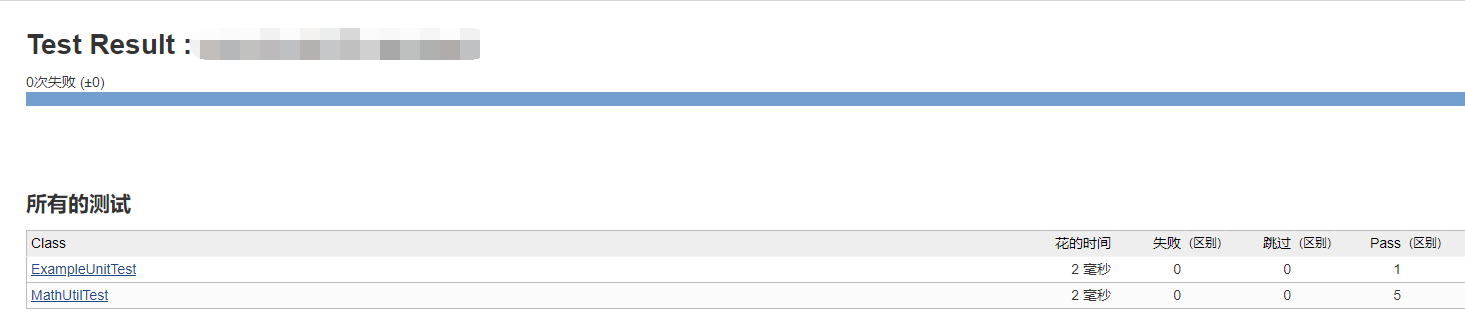 Test Result :
0次失败 (±0)
所有的测试
Class 花的时间 失败 (区别) 跳过 (区别) Pass (区别)
ExampleUnitTest 2 毫秒 0 0 1
MathUtilTest 2 毫秒 0 0 5